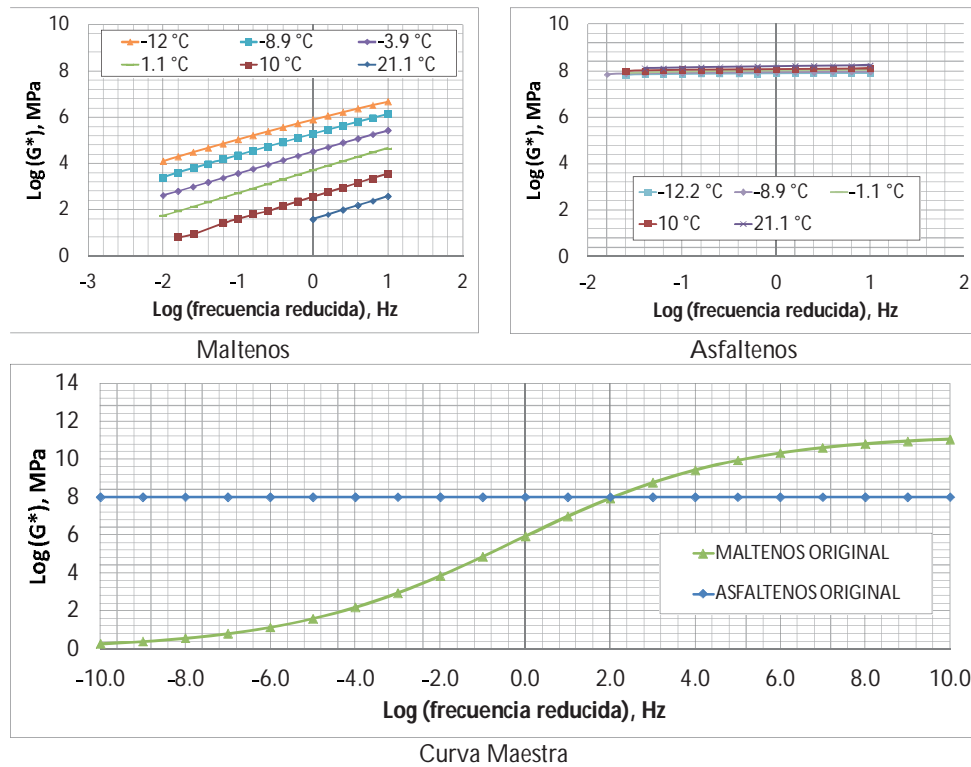 10
8
6
4
2
0
Log (G*), MPa
-12 °C
-8.9 °C
-3.9 °C
1.1 °C
10 °C
21.1 °C
-3
-2
-1
0
1
2
Log (frecuencia reducida), Hz
Maltenos
10
8
6
4
2
0
Log (G*), MPa
-12.2 °C
-8.9 °C
-1.1 °C
10 °C
21.1 °C
-2
-1
0
1
2
Log (frecuencia reducida), Hz
Asfaltenos
14
12
10
8
6
4
2
0
Log (G*), MPa
MALTENOS ORIGINAL
ASFALTENOS ORIGINAL
-10.0
-8.0
-6.0
-4.0
-2.0
0.0
2.0
4.0
6.0
8.0
10.0
Log (frecuencia reducida), Hz
Curva Maestra